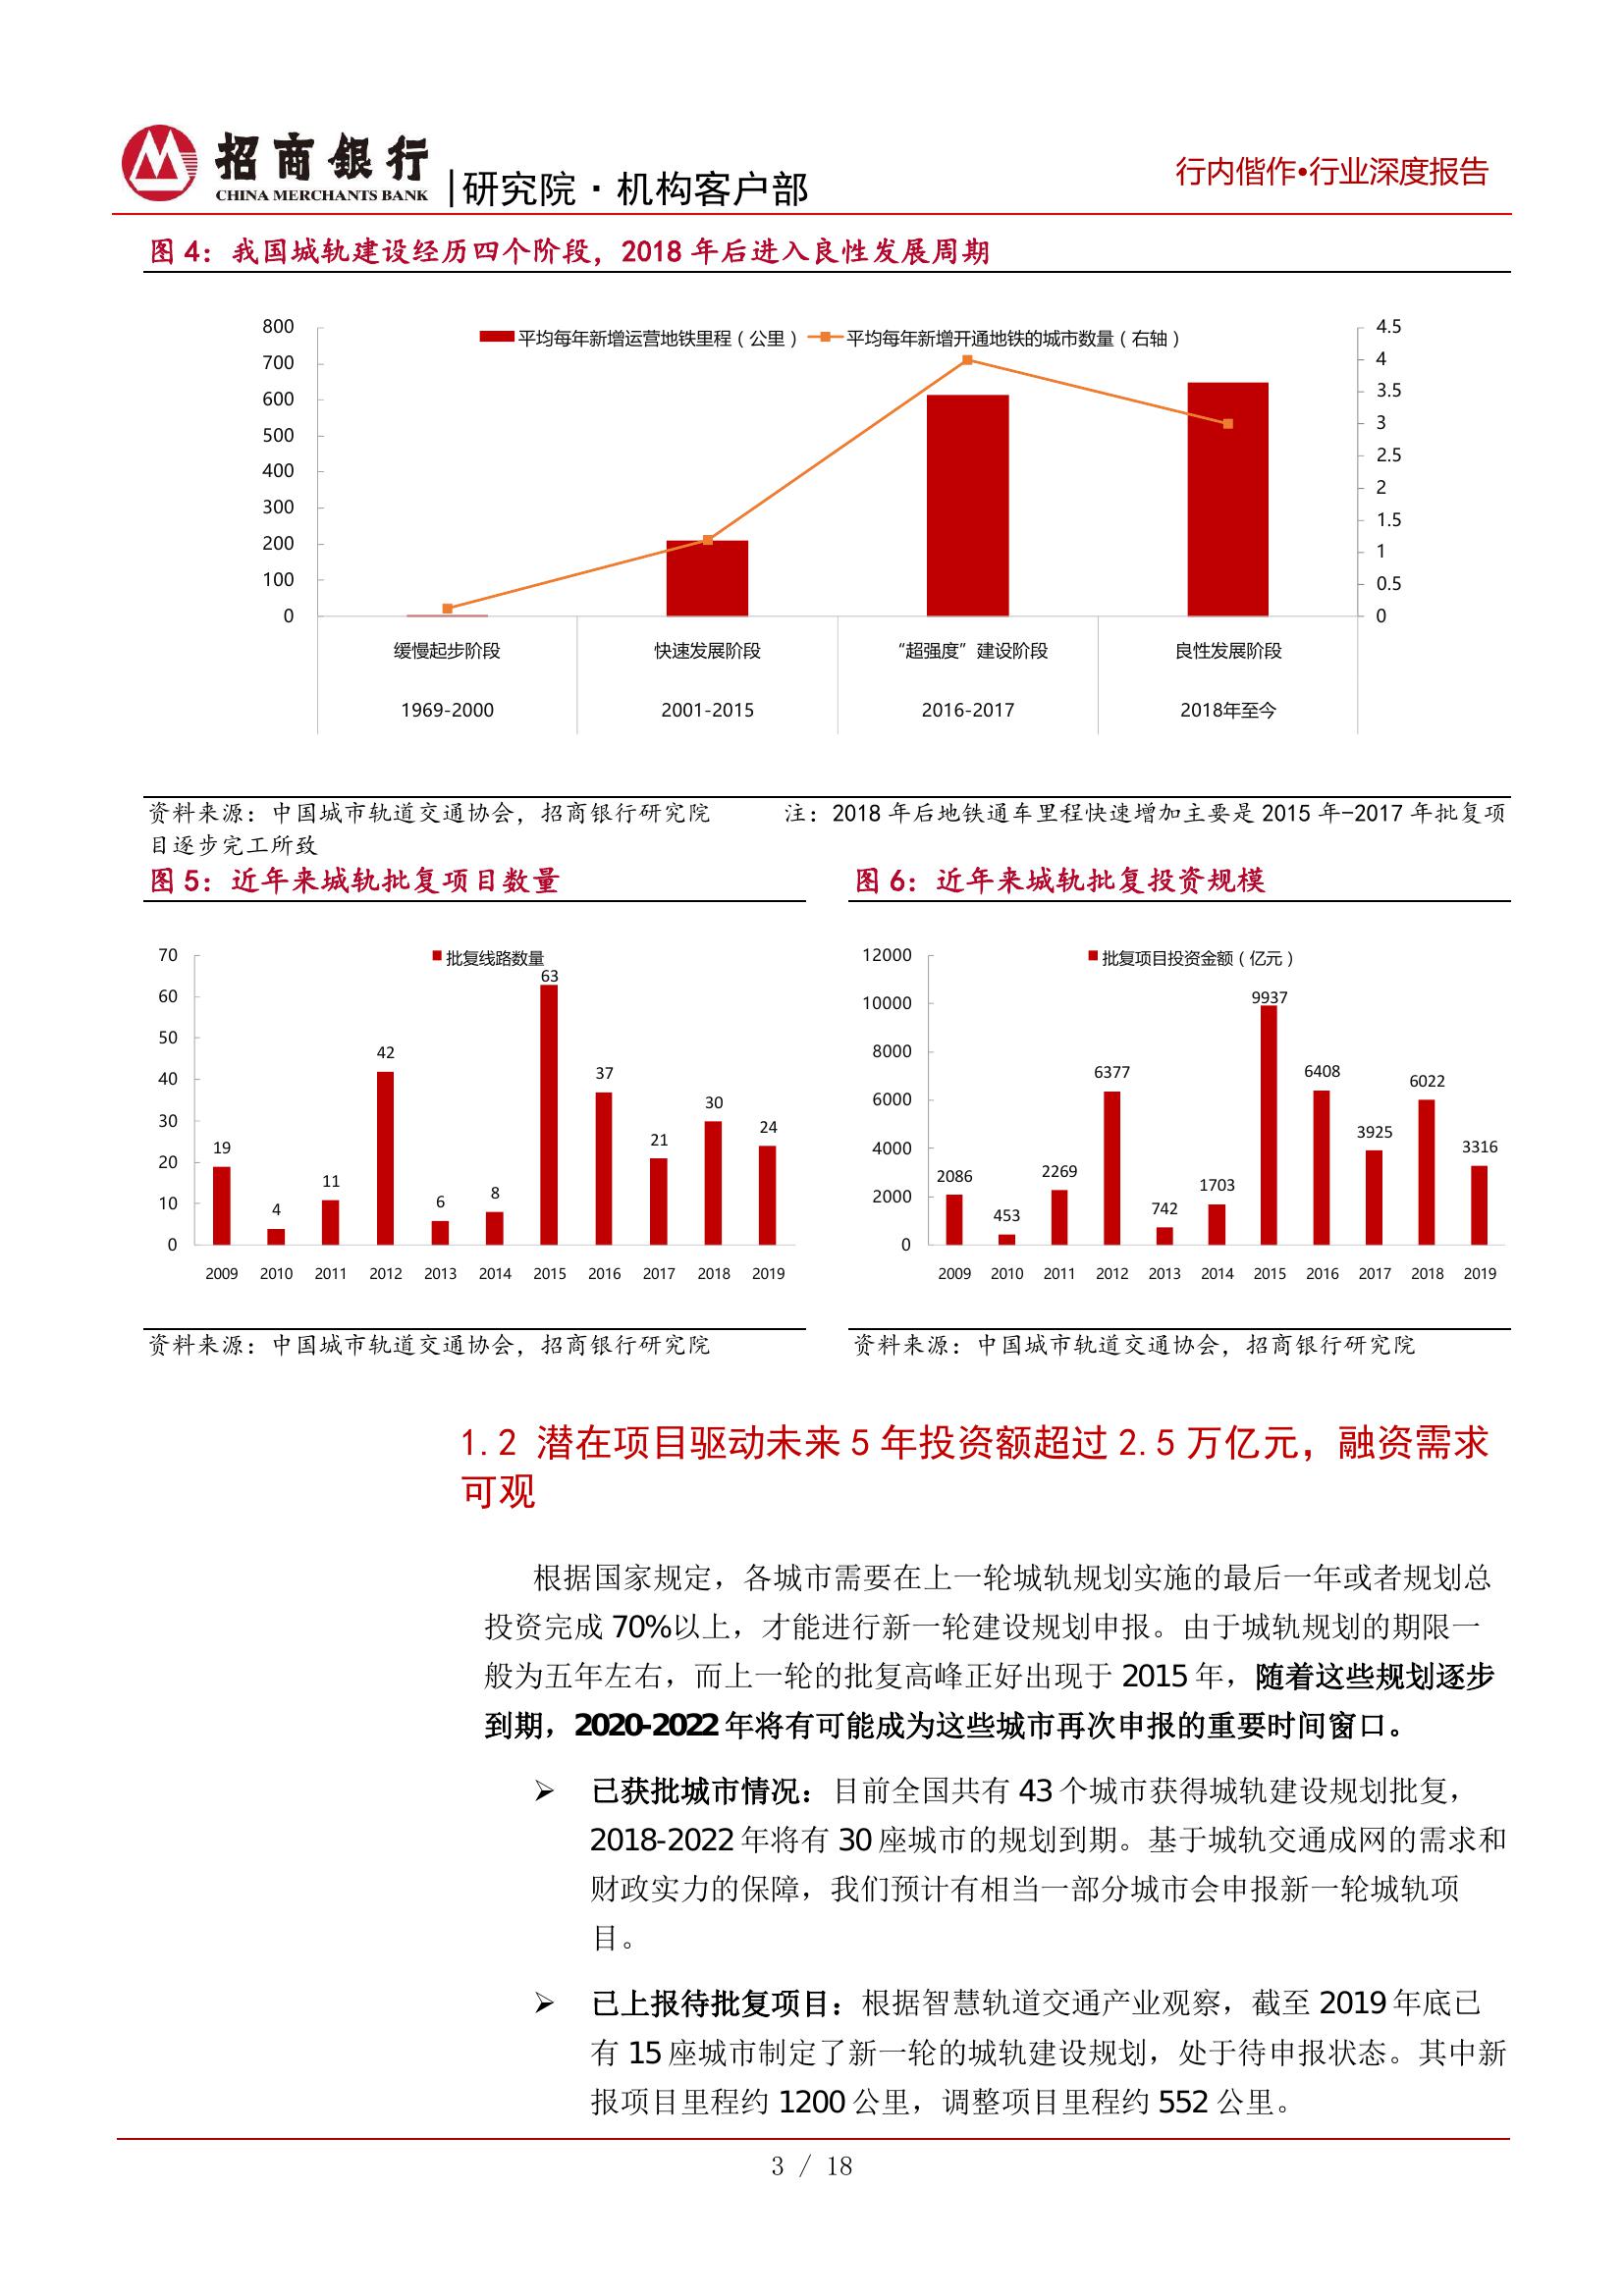 招商銀行
CHINA MERCHANTS BANK
|研究院·机构客户部
行内偕作•行业深度报告
图 4：我国城轨建设经历四个阶段，2018 年后进入良性发展周期
平均每年新增运营地铁里程（公里）
平均每年新增开通地铁的城市数量（右轴）
800
700
600
500
400
300
200
100
0
4.5
4
3.5
3
2.5
2
1.5
1
0.5
0
缓慢起步阶段
快速发展阶段
“超强度”建设阶段
良性发展阶段
1969-2000
2001-2015
2016-2017
2018年至今
资料来源：中国城市轨道交通协会，招商银行研究院 注：2018 年后地铁通车里程快速增加主要是 2015 年-2017 年批复项
目逐步完工所致
图 5：近年来城轨批复项目数量
批复线路数量
70
60
50
40
30
20
10
0
19
4
11
42
6
8
63
37
21
30
24
2009 2010 2011 2012 2013 2014 2015 2016 2017 2018 2019
资料来源：中国城市轨道交通协会，招商银行研究院
图 6：近年来城轨批复投资规模
批复项目投资金额（亿元）
12000
10000
8000
6000
4000
2000
0
2086
453
2269
6377
742
1703
9937
6408
3925
6022
3316
2009 2010 2011 2012 2013 2014 2015 2016 2017 2018 2019
资料来源：中国城市轨道交通协会，招商银行研究院
1.2 潜在项目驱动未来 5 年投资额超过 2.5 万亿元，融资需求
可观
根据国家规定，各城市需要在上一轮城轨规划实施的最后一年或者规划总
投资完成 70%以上，才能进行新一轮建设规划申报。由于城轨规划的期限一
般为五年左右，而上一轮的批复高峰正好出现于 2015 年，随着这些规划逐步
到期，2020-2022 年将有可能成为这些城市再次申报的重要时间窗口。
➢ 已获批城市情况：目前全国共有 43 个城市获得城轨建设规划批复，
2018-2022 年将有 30 座城市的规划到期。基于城轨交通成网的需求和
财政实力的保障，我们预计有相当一部分城市会申报新一轮城轨项
目。
➢ 已上报待批复项目：根据智慧轨道交通产业观察，截至 2019 年底已
有 15 座城市制定了新一轮的城轨建设规划，处于待申报状态。其中新
报项目里程约 1200 公里，调整项目里程约 552 公里。
3 / 18